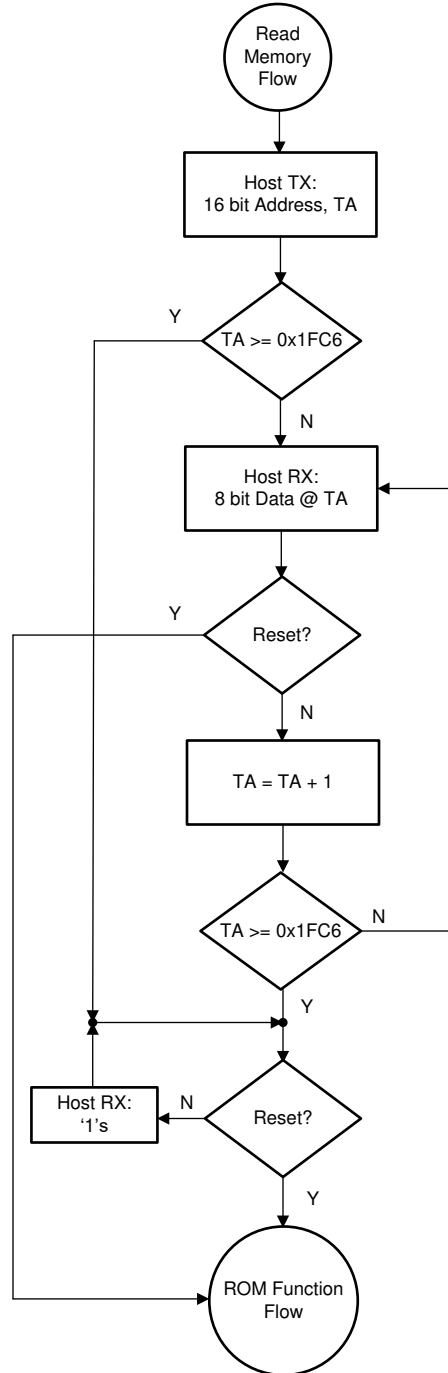 Read
Memory
Flow
Host TX:
16 bit Address, TA
Y
TA >= 0x1FC6
N
Host RX:
8 bit Data @ TA
Y
Reset?
N
TA = TA + 1
TA >= 0x1FC6
N
Y
Host RX:
‘1’s
N
Reset?
Y
ROM Function
Flow